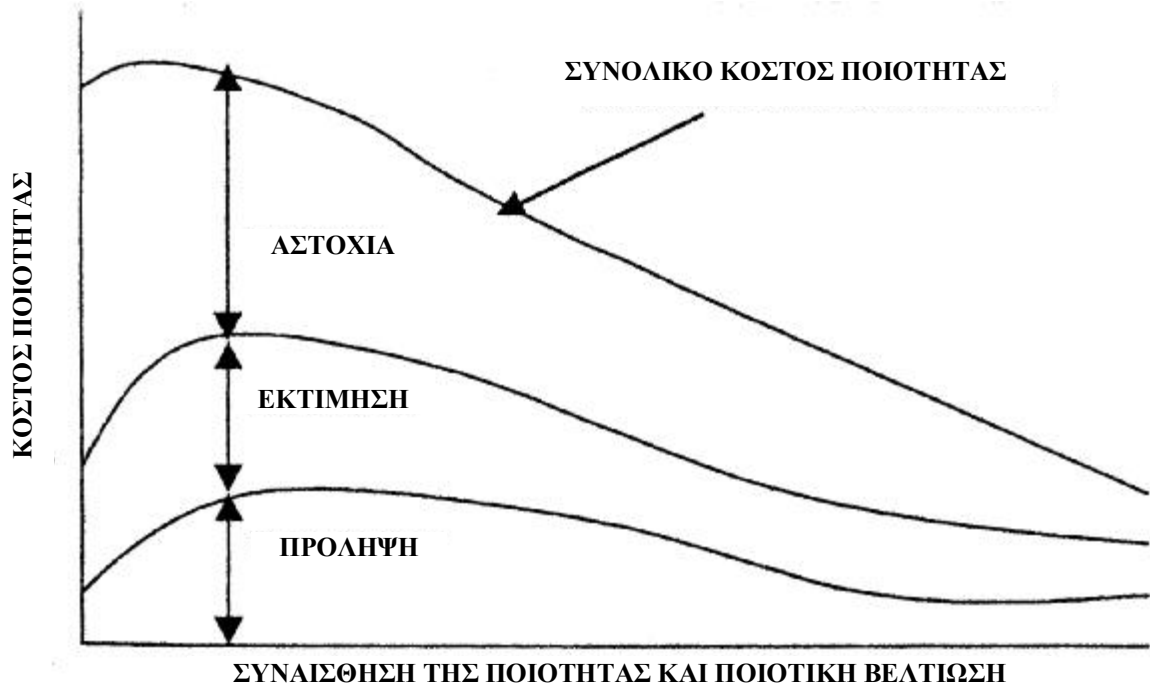 ΣΥΝΟΛΙΚΟ ΚΟΣΤΟΣ ΠΟΙΟΤΗΤΑΣ
ΚΟΣΤΟΣ ΠΟΙΟΤΗΤΑΣ
ΑΣΤΟΧΙΑ
ΕΚΤΙΜΗΣΗ
ΠΡΟΛΗΨΗ
ΣΥΝΑΙΣΘΗΣΗ ΤΗΣ ΠΟΙΟΤΗΤΑΣ ΚΑΙ ΠΟΙΟΤΙΚΗ ΒΕΛΤΙΩΣΗ